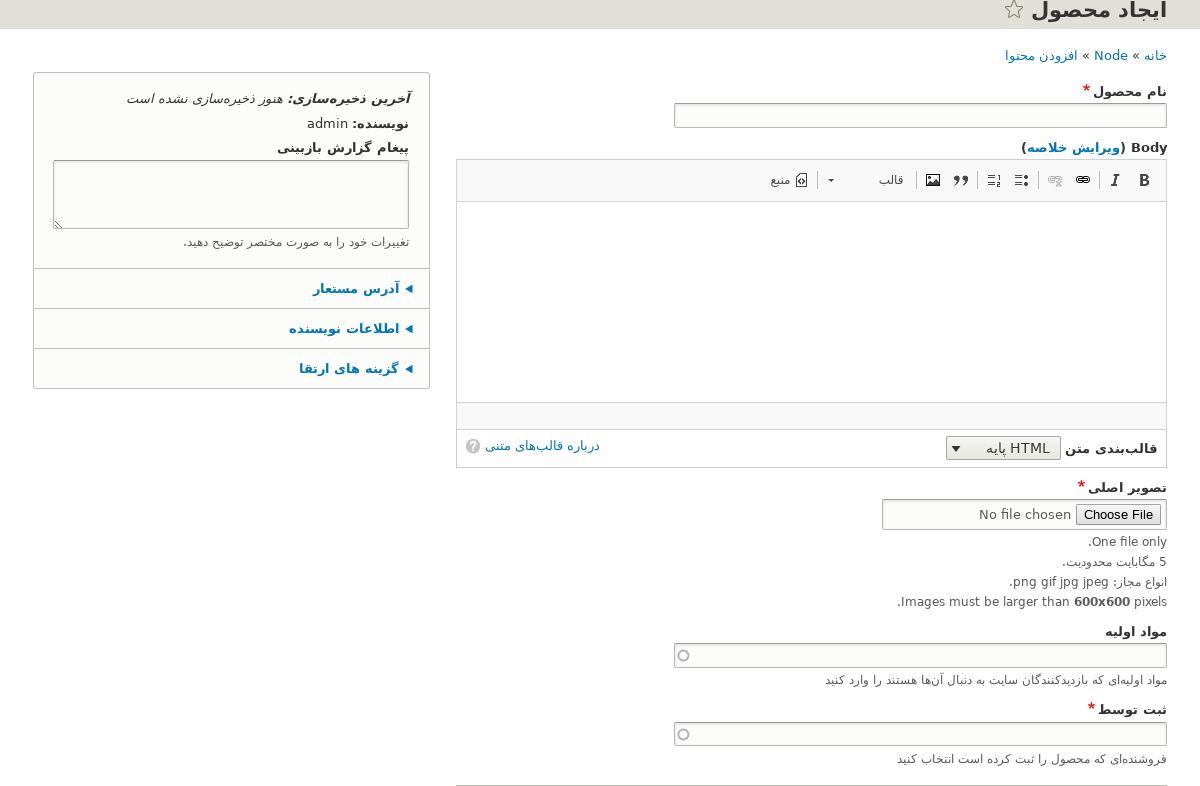 ایجاد محصول
خانه » Node » افزودن محتوا
نام محصول *
Body (ویرایش خلاصه)
قالب
منبع
قالب‌بندی متن
HTML پایه
درباره قالب‌های متنی ?
تصویر اصلی *
Choose File No file chosen
One file only.
5 مگابایت محدودیت.
انواع مجاز: png gif jpg jpeg.
Images must be larger than 600x600 pixels.
مواد اولیه
مواد اولیه‌ای که بازدیدکنندگان سایت به دنبال آن‌ها هستند را وارد کنید
ثبت توسط *
فروشنده‌ای که محصول را ثبت کرده است انتخاب کنید
آخرین ذخیره‌سازی: هنوز ذخیره‌سازی نشده است
نویسنده: admin
پیغام گزارش بازبینی
تغییرات خود را به صورت مختصر توضیح دهید.
آدرس مستعار
اطلاعات نویسنده
گزینه های ارتقا